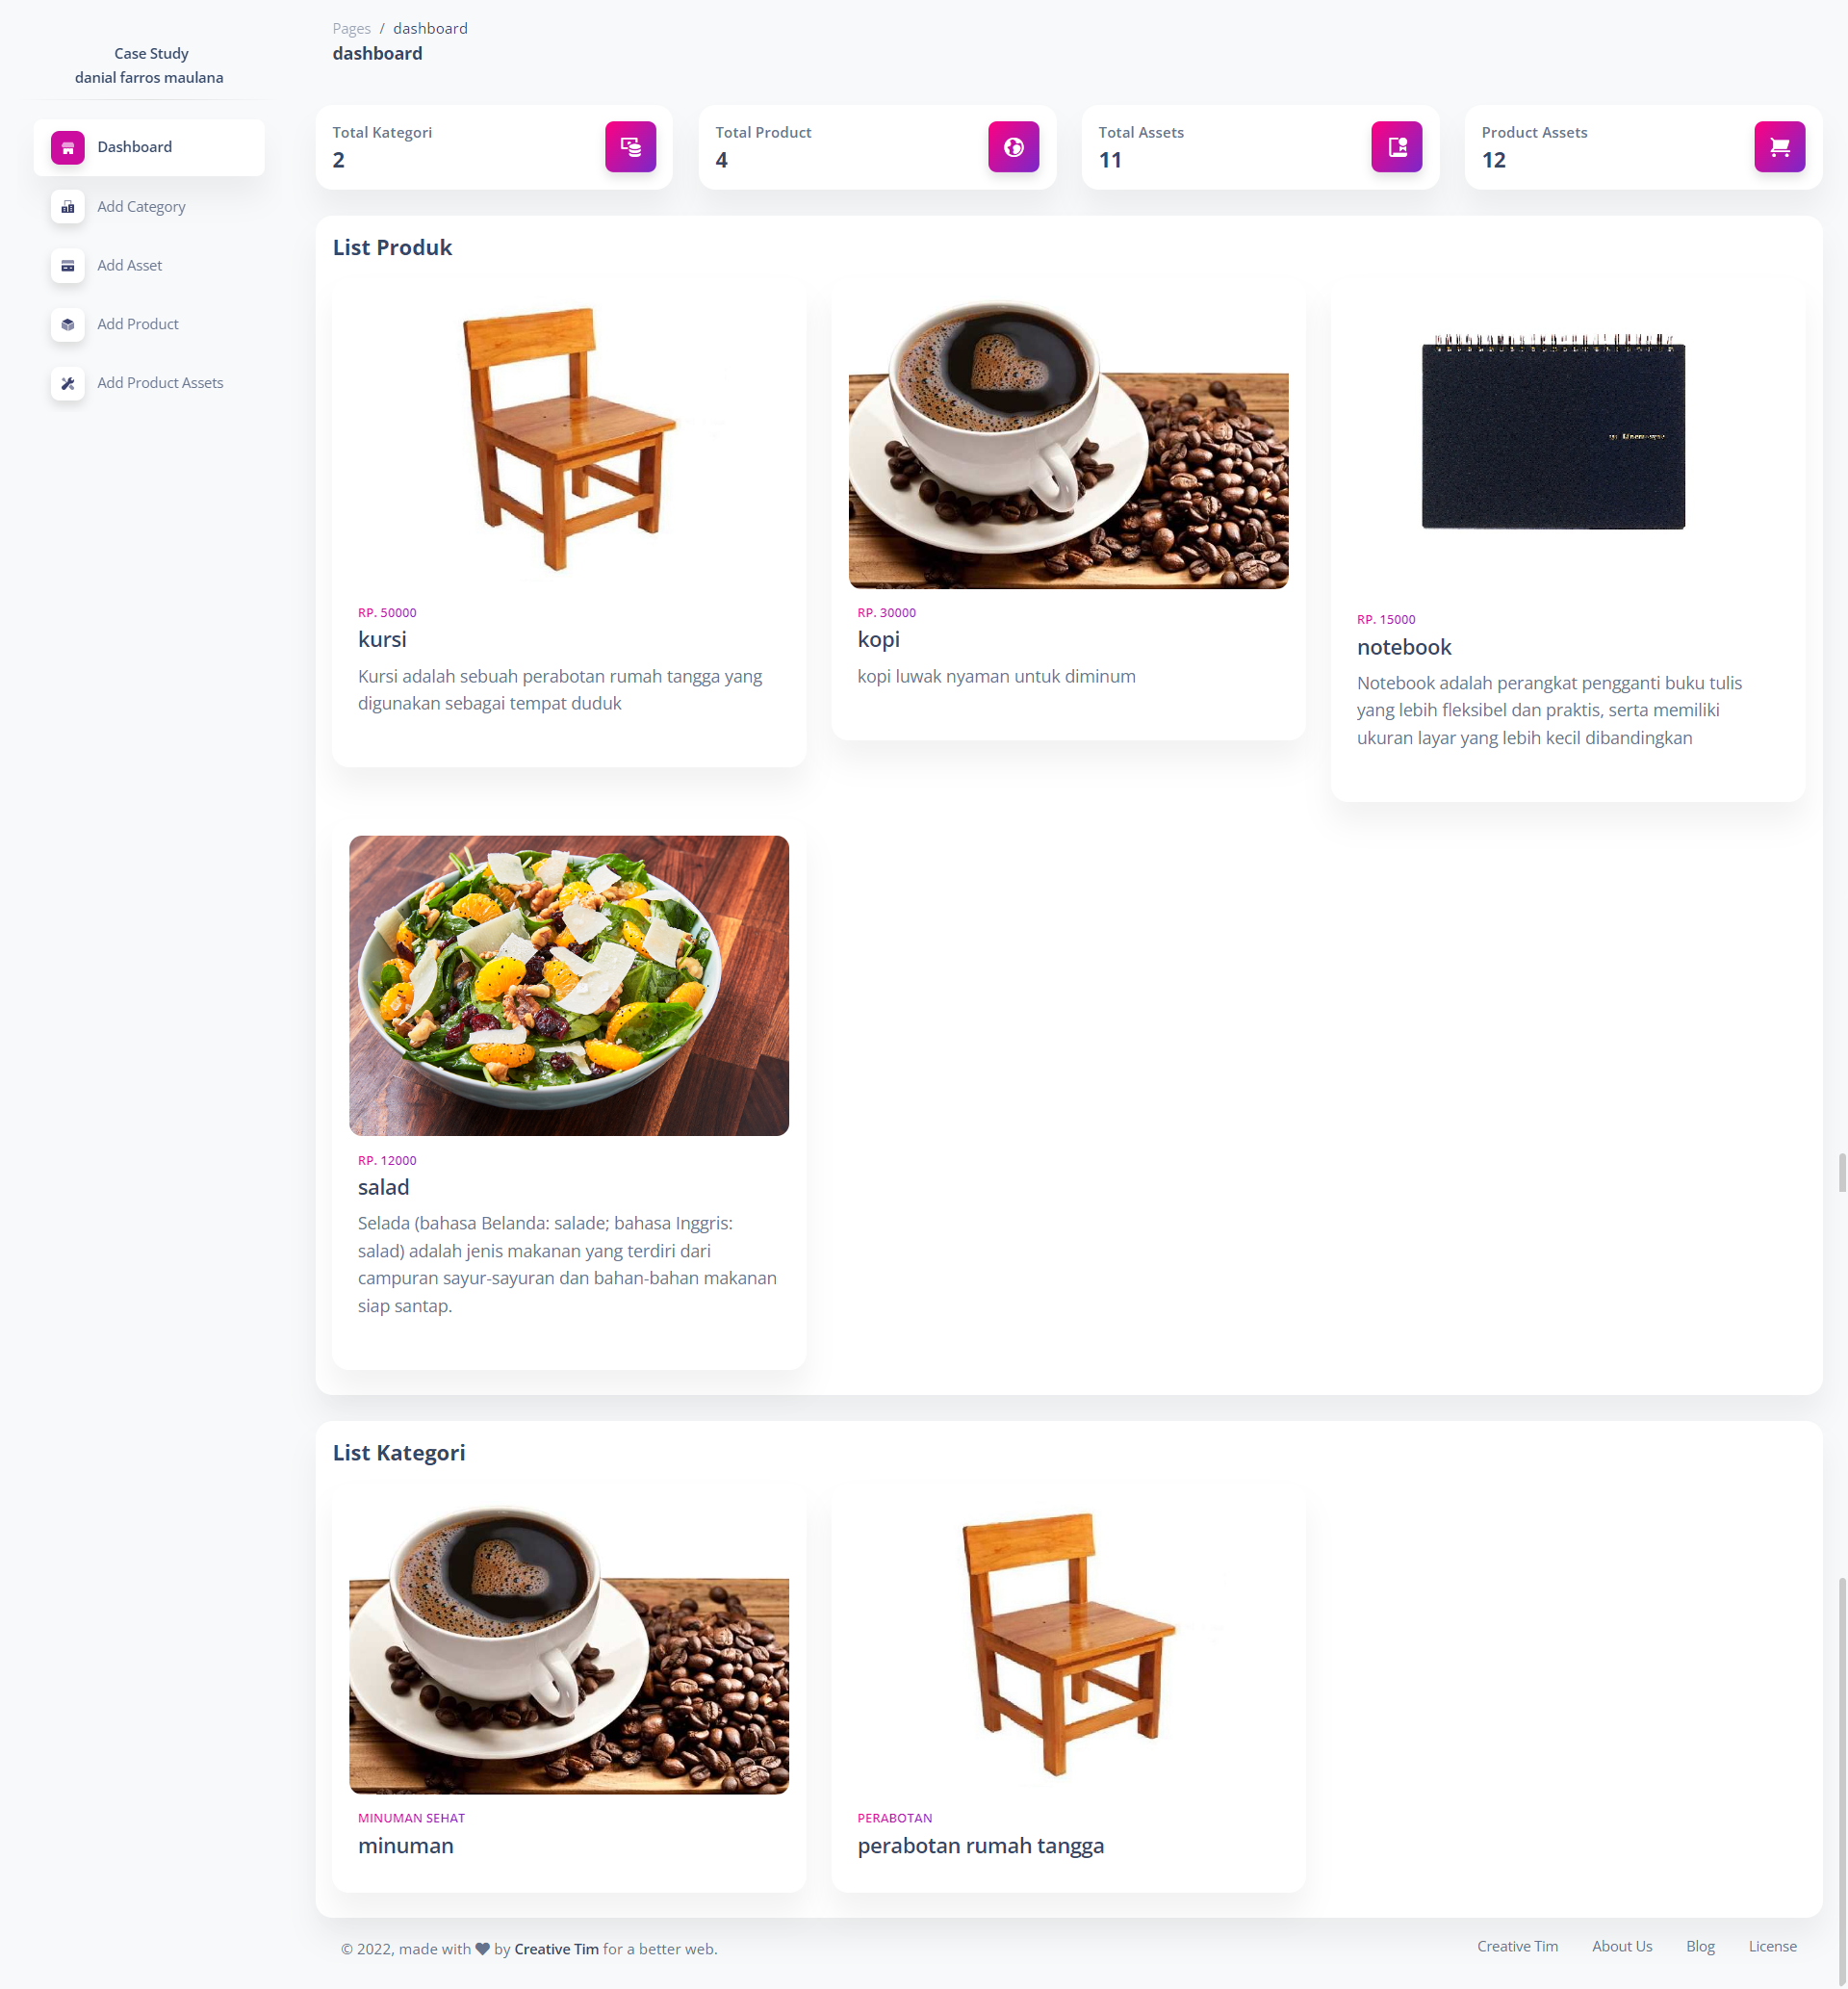 Case Study
danial farros maulana
Dashboard
Add Category
Add Asset
Add Product
Add Product Assets
Pages / dashboard
dashboard
Total Kategori
2
Total Product
4
Total Assets
11
Product Assets
12
List Produk
RP. 50000
kursi
Kursi adalah sebuah perabotan rumah tangga yang
digunakan sebagai tempat duduk
RP. 30000
kopi
kopi luwak nyaman untuk diminum
RP. 15000
notebook
Notebook adalah perangkat pengganti buku tulis
yang lebih fleksibel dan praktis, serta memiliki
ukuran layar yang lebih kecil dibandingkan
RP. 12000
salad
Selada (bahasa Belanda: salade; bahasa Inggris:
salad) adalah jenis makanan yang terdiri dari
campuran sayur-sayuran dan bahan-bahan makanan
siap santap.
List Kategori
MINUMAN SEHAT
minuman
PERABOTAN
perabotan rumah tangga
© 2022, made with ♥ by Creative Tim for a better web.
Creative Tim About Us Blog License